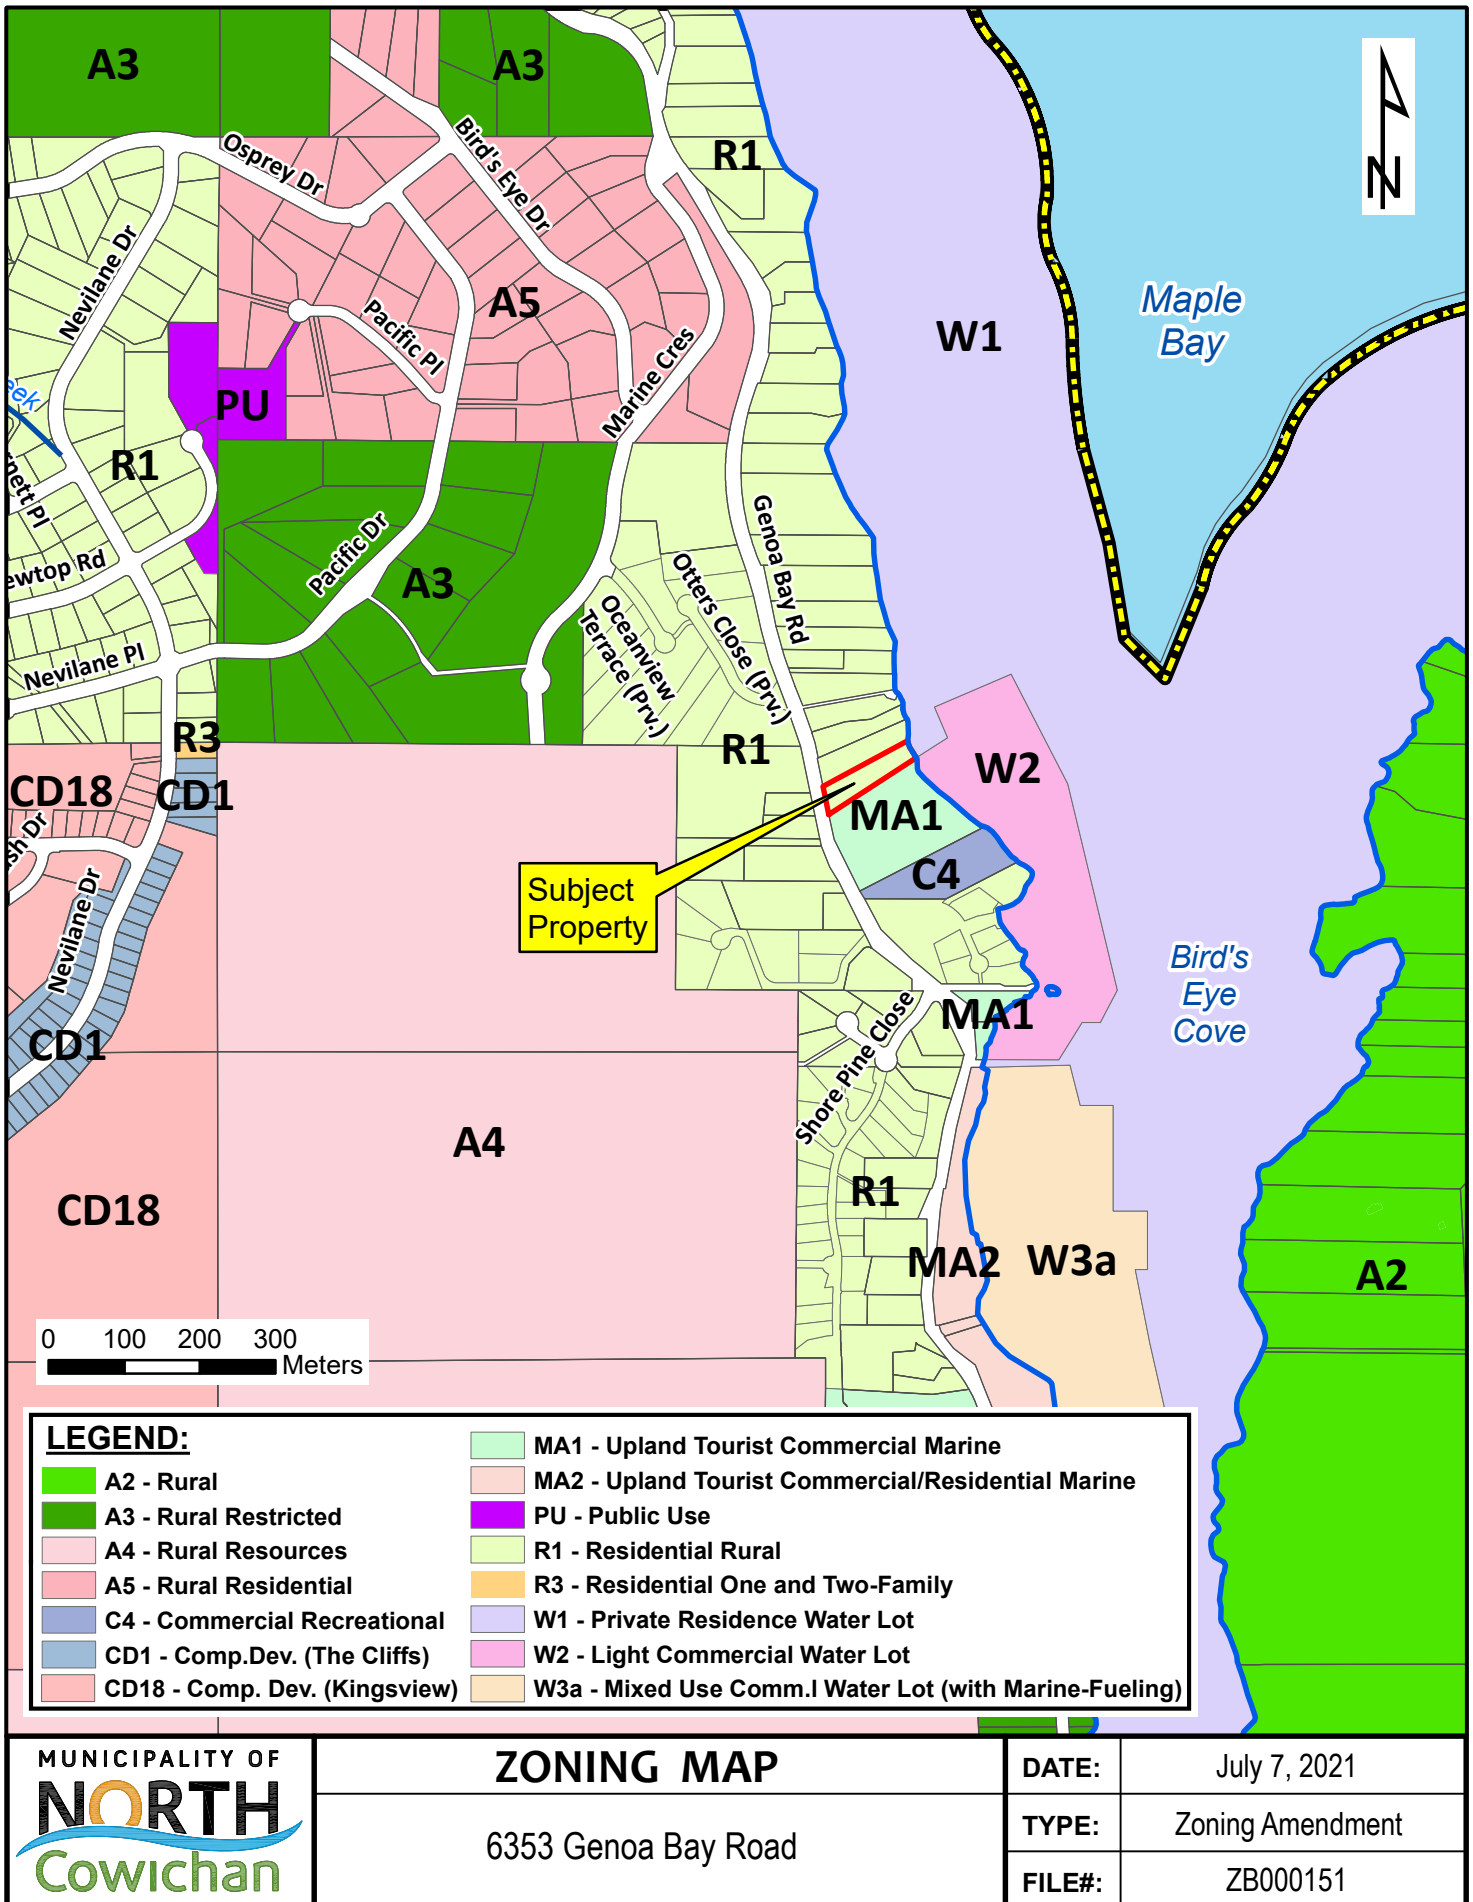 A3
A3
R1
Osprey Dr
Bird's Eye Dr
Nevilane Dr
Pacific Pl
A5
Marine Cres
W1
Maple
Bay
N
PU
R1
Genoa Bay Rd
Pacific Dr
A3
Otters Close (Prv.)
Oceanview
Terrace (Prv.)
Nevilane Pl
R3
R1
W2
CD18
CD1
MA1
C4
Subject
Property
Nevilane Dr
Bird's
Eye
Cove
CD1
MA1
Shore Pine Close
A4
R1
CD18
MA2
W3a
A2
0 100 200 300
Meters
LEGEND:
A2 - Rural
A3 - Rural Restricted
A4 - Rural Resources
A5 - Rural Residential
C4 - Commercial Recreational
CD1 - Comp.Dev. (The Cliffs)
CD18 - Comp. Dev. (Kingsview)
MA1 - Upland Tourist Commercial Marine
MA2 - Upland Tourist Commercial/Residential Marine
PU - Public Use
R1 - Residential Rural
R3 - Residential One and Two-Family
W1 - Private Residence Water Lot
W2 - Light Commercial Water Lot
W3a - Mixed Use Comm.l Water Lot (with Marine-Fueling)
MUNICIPALITY OF
NORTH
Cowichan
ZONING MAP
6353 Genoa Bay Road
DATE: July 7, 2021
TYPE: Zoning Amendment
FILE#: ZB000151